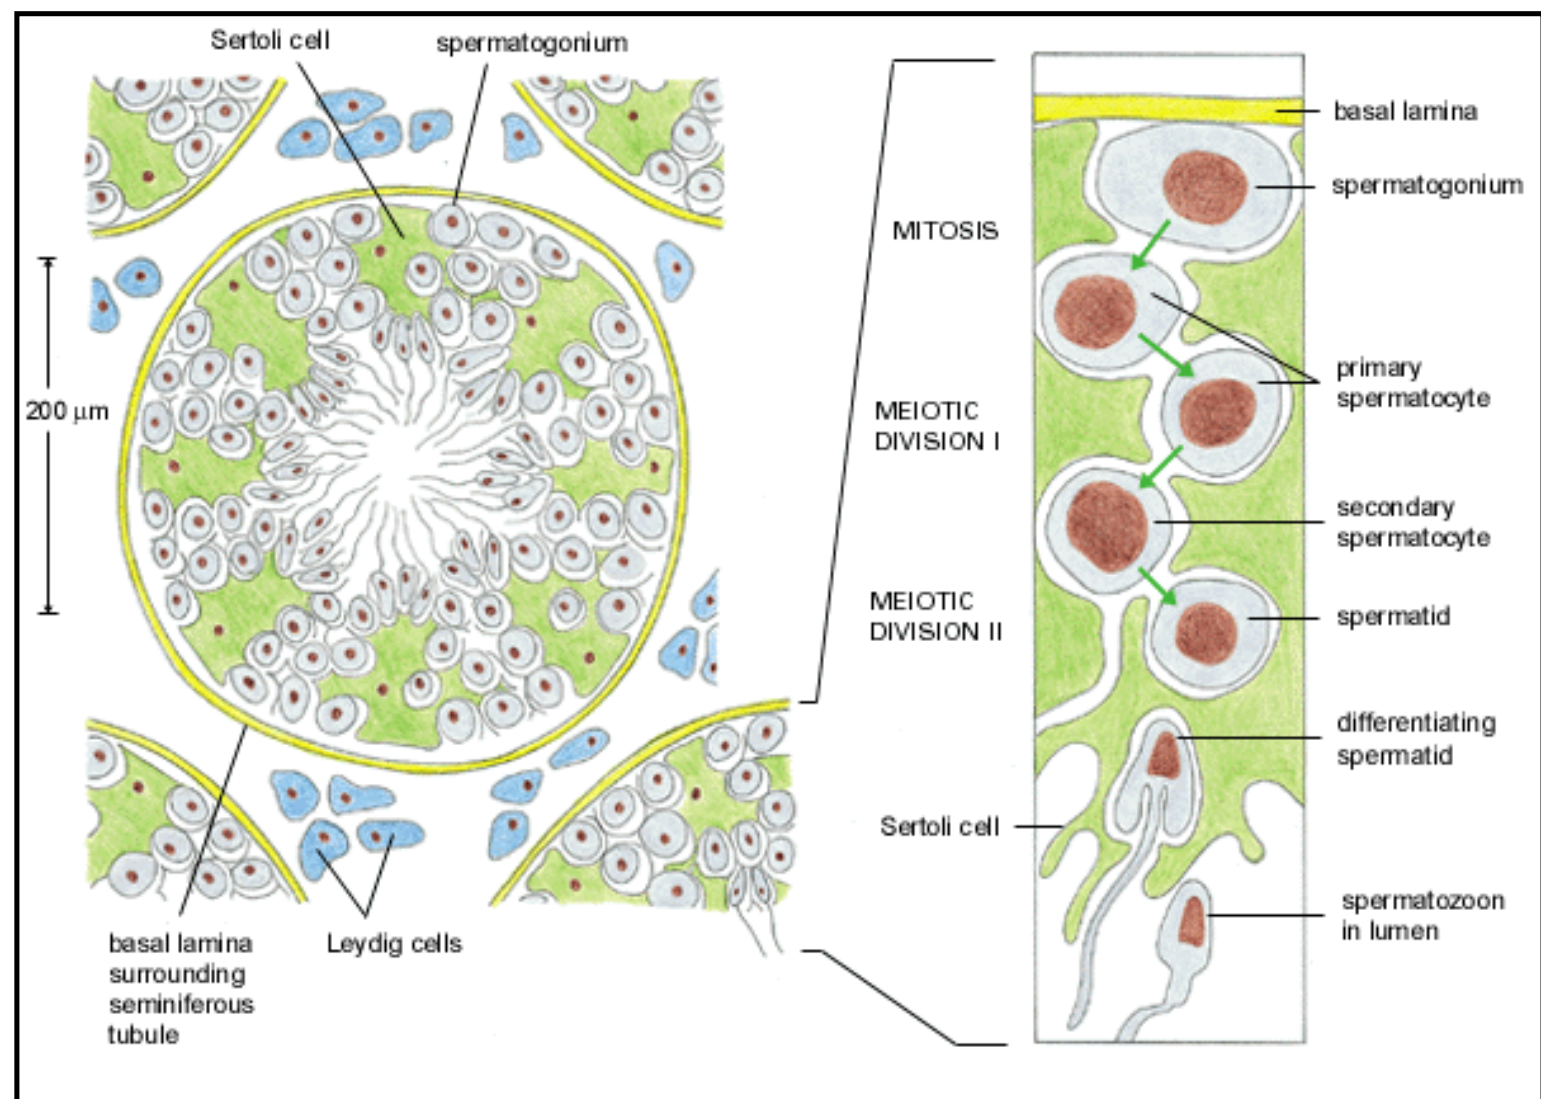 Sertoli cell
spermatogonium
200 μm
basal lamina
surrounding
seminiferous
tubule
Leydig cells
MITOSIS
MEIOTIC
DIVISION I
MEIOTIC
DIVISION II
Sertoli cell
basal lamina
spermatogonium
primary
spermatocyte
secondary
spermatocyte
spermatid
differentiating
spermatid
spermatozoon
in lumen